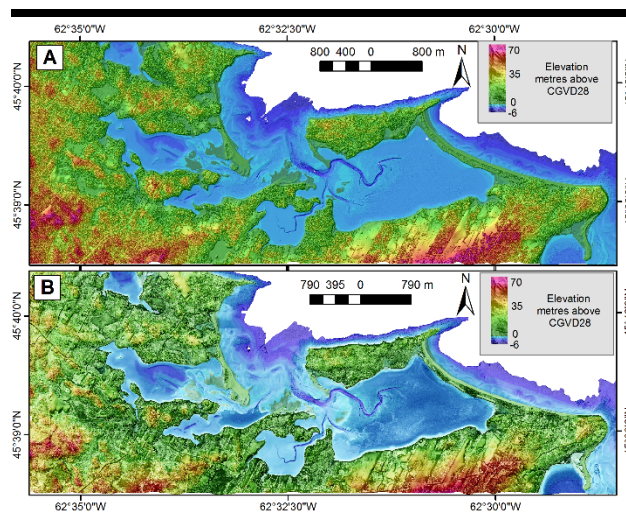 62°35'0"W 62°32'30"W 62°30'0"W
A
800 400 0 800 m
N
70
35
0
-6
Elevation
metres above
CGVD28
45°40'0"N
45°39'0"N
B
790 395 0 790 m
N
70
35
0
-6
Elevation
metres above
CGVD28
45°40'0"N
45°39'0"N
62°35'0"W 62°32'30"W 62°30'0"W